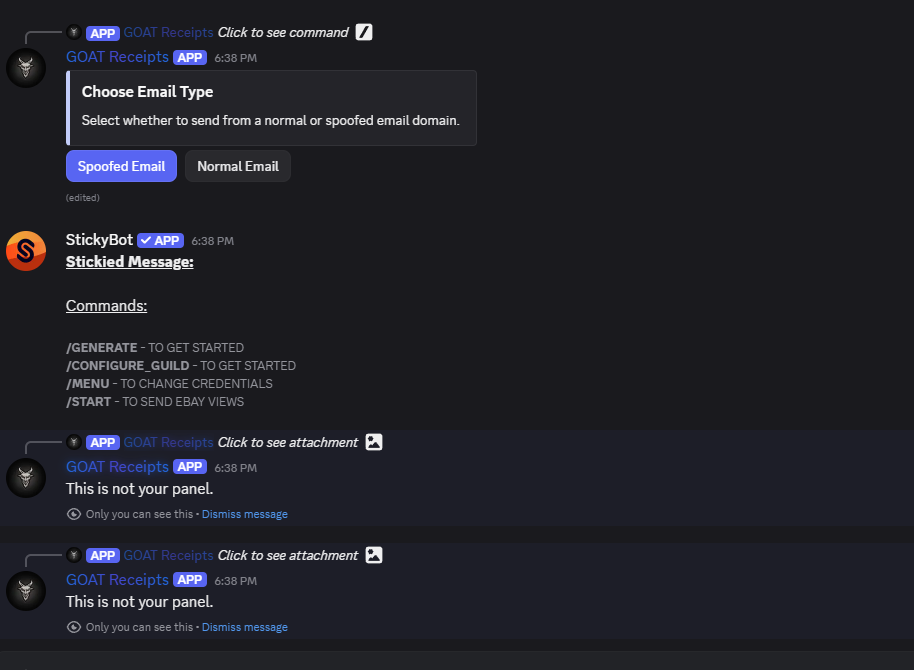 APP GOAT Receipts Click to see command
GOAT Receipts APP 6:38 PM
Choose Email Type
Select whether to send from a normal or spoofed email domain.
Spoofed Email Normal Email
(edited)
StickyBot APP 6:38 PM
Stickied Message:
Commands:
/GENERATE - TO GET STARTED
/CONFIGURE_GUILD - TO GET STARTED
/MENU - TO CHANGE CREDENTIALS
/START - TO SEND EBAY VIEWS
APP GOAT Receipts Click to see attachment
GOAT Receipts APP 6:38 PM
This is not your panel.
Only you can see this • Dismiss message
APP GOAT Receipts Click to see attachment
GOAT Receipts APP 6:38 PM
This is not your panel.
Only you can see this • Dismiss message